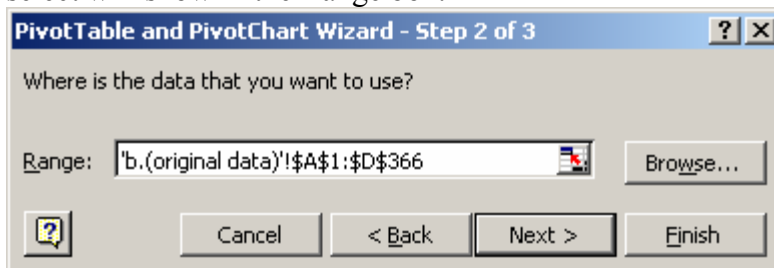 PivotTable and PivotChart Wizard - Step 2 of 3
Where is the data that you want to use?
Range: 'b.(original data)'!$A$1:$D$366 Browse...
Cancel < Back Next > Finish